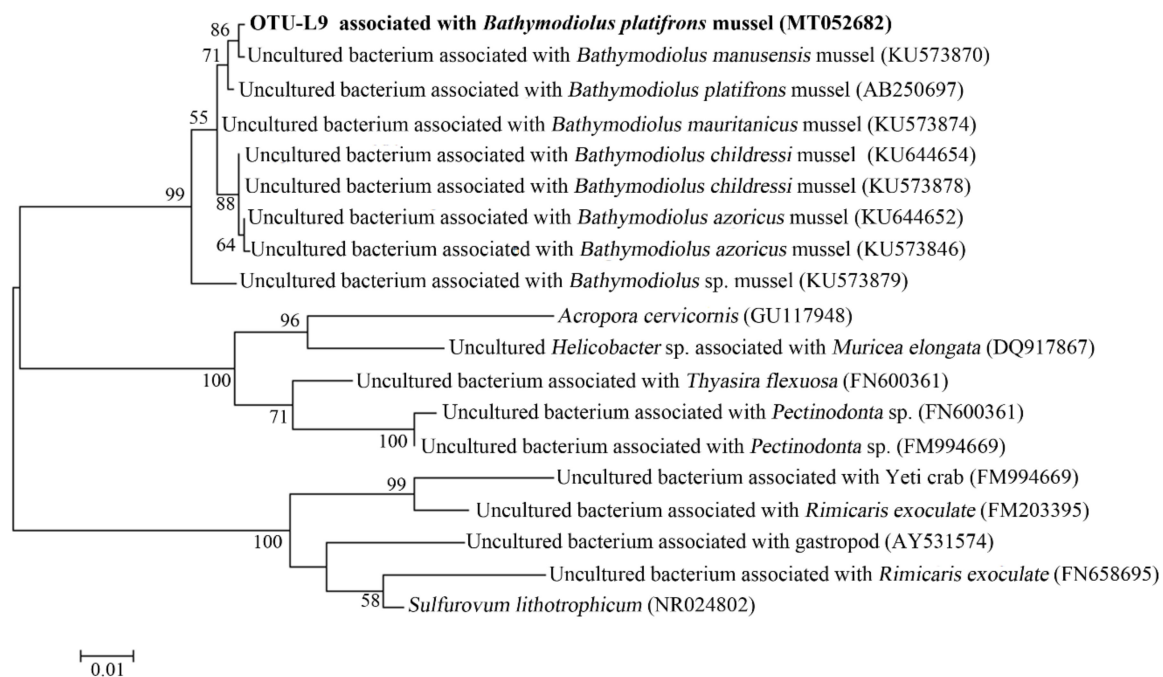 OTU-L9 associated with Bathymodiolus platifrons mussel (MT052682)
86
71
Uncultured bacterium associated with Bathymodiolus manusensis mussel (KU573870)
Uncultured bacterium associated with Bathymodiolus platifrons mussel (AB250697)
55
Uncultured bacterium associated with Bathymodiolus mauritanicus mussel (KU573874)
Uncultured bacterium associated with Bathymodiolus childressi mussel (KU644654)
99
Uncultured bacterium associated with Bathymodiolus childressi mussel (KU573878)
88
Uncultured bacterium associated with Bathymodiolus azoricus mussel (KU644652)
64
Uncultured bacterium associated with Bathymodiolus azoricus mussel (KU573846)
Uncultured bacterium associated with Bathymodiolus sp. mussel (KU573879)
96
Acropora cervicornis (GU117948)
Uncultured Helicobacter sp. associated with Muricea elongata (DQ917867)
100
Uncultured bacterium associated with Thyasira flexuosa (FN600361)
71
Uncultured bacterium associated with Pectinodonta sp. (FN600361)
100
Uncultured bacterium associated with Pectinodonta sp. (FM994669)
Uncultured bacterium associated with Yeti crab (FM994669)
99
Uncultured bacterium associated with Rimicaris exoculate (FM203395)
100
Uncultured bacterium associated with gastropod (AY531574)
Uncultured bacterium associated with Rimicaris exoculate (FN658695)
58
Sulfurovum lithotrophicum (NR024802)
0.01